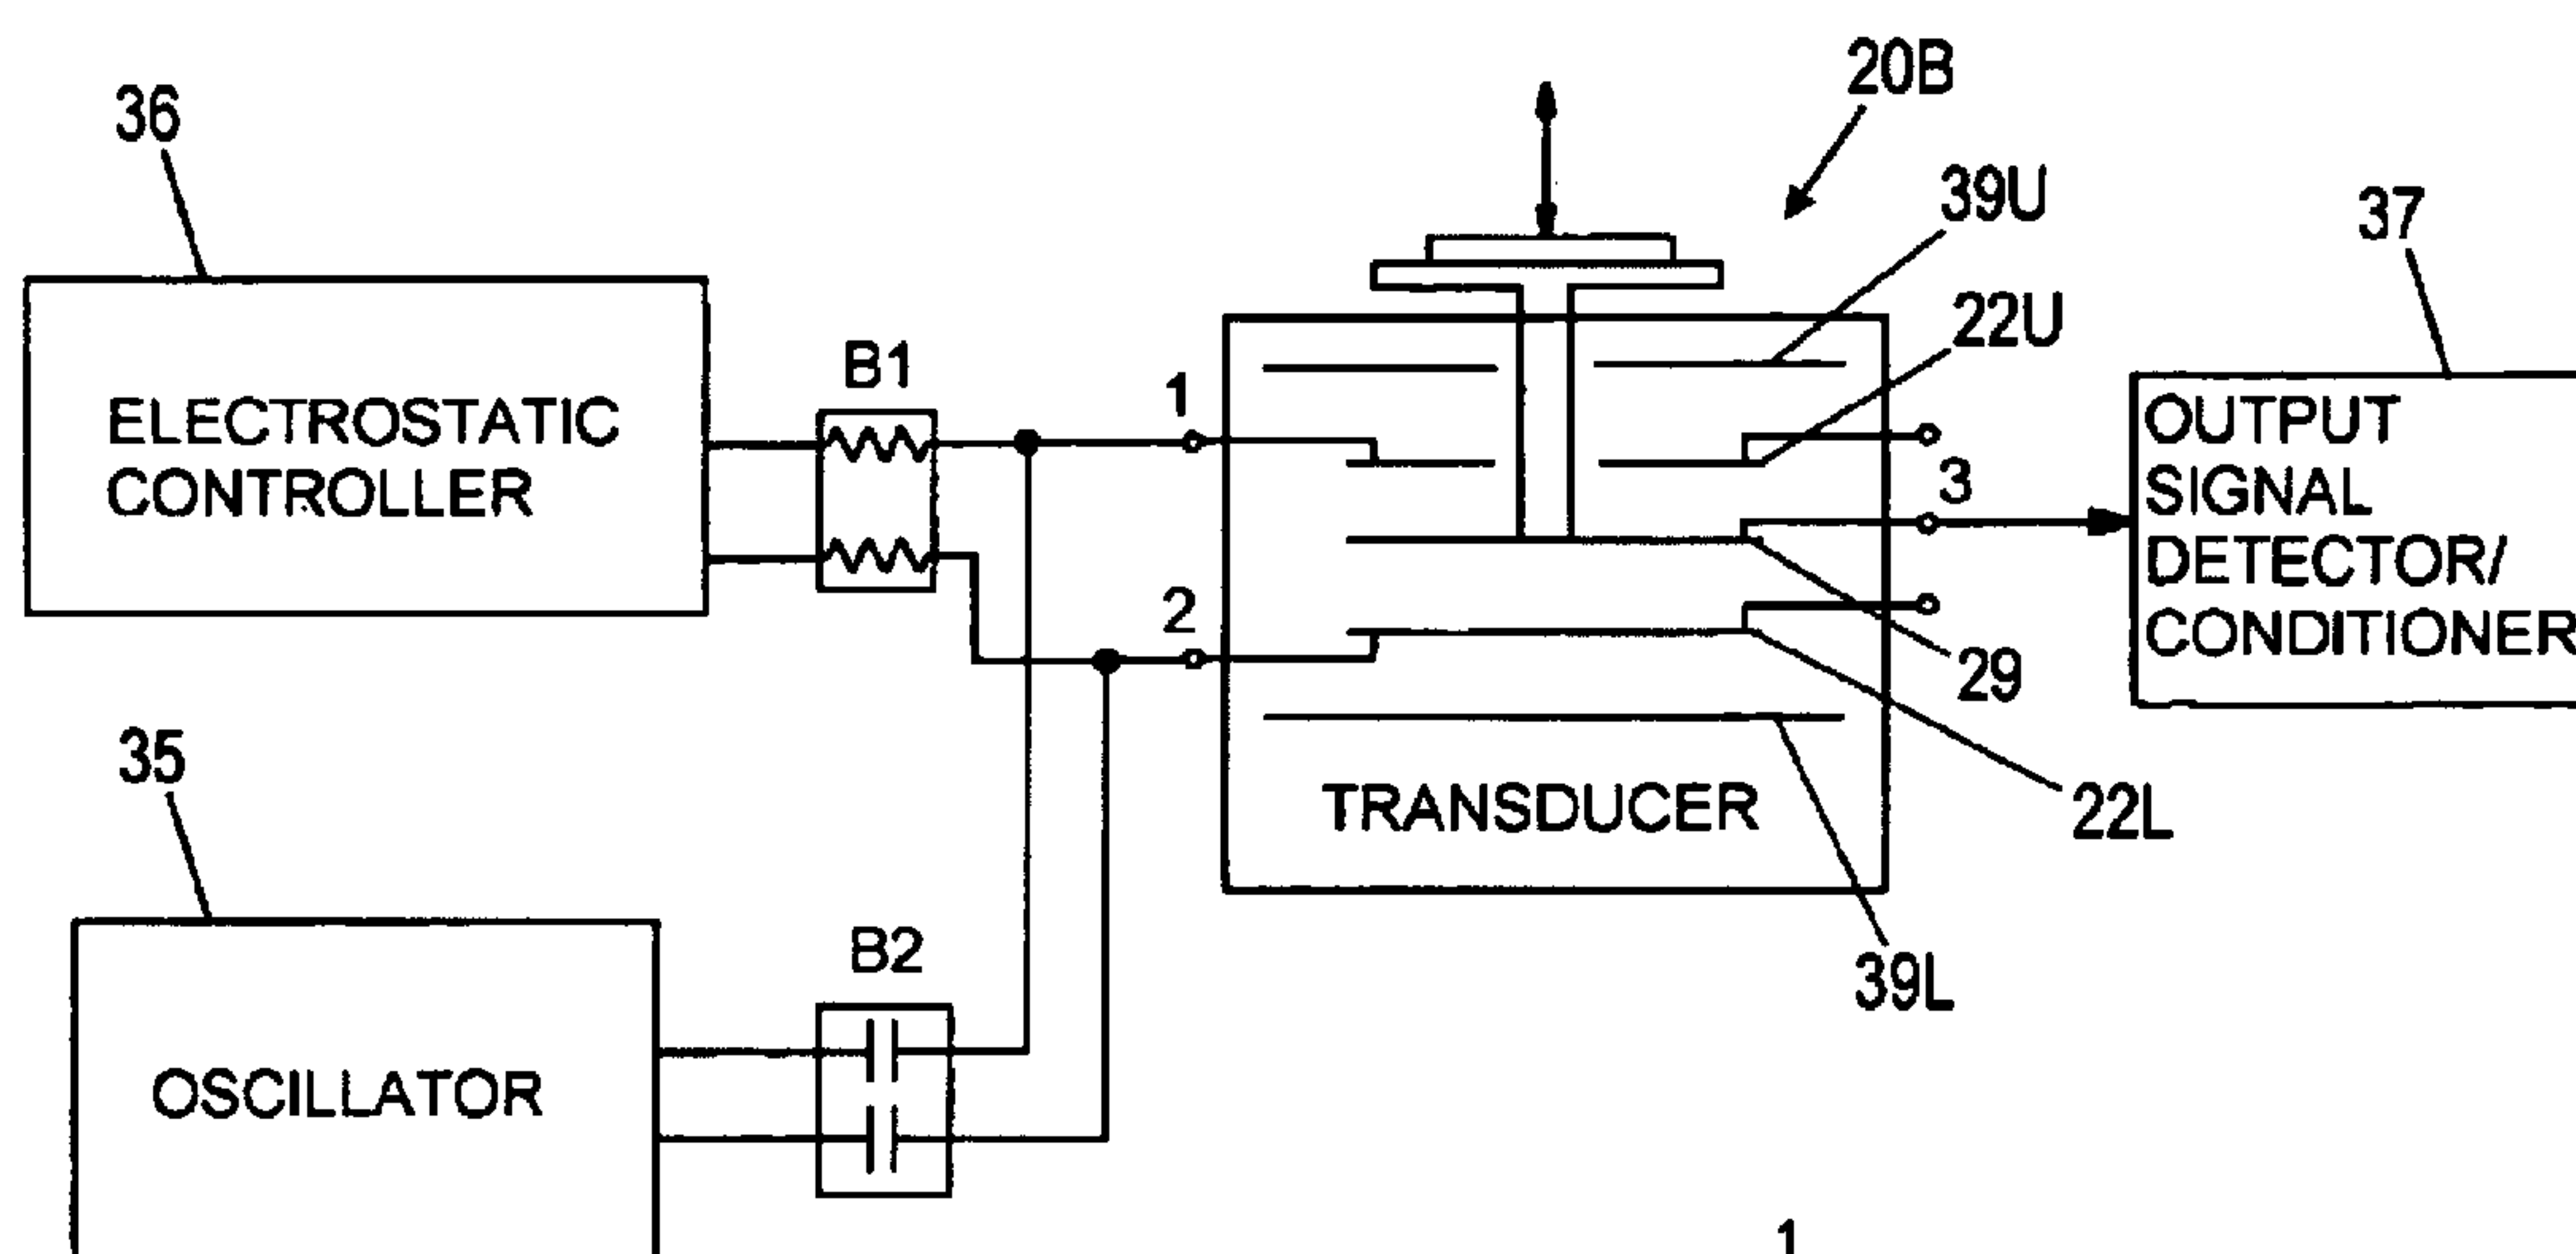 20B
36
39U
37
22U
B1
1
ELECTROSTATIC
CONTROLLER
OUTPUT
SIGNAL
DETECTOR/
CONDITIONER
3
2
29
35
TRANSDUCER
22L
B2
39L
OSCILLATOR
1